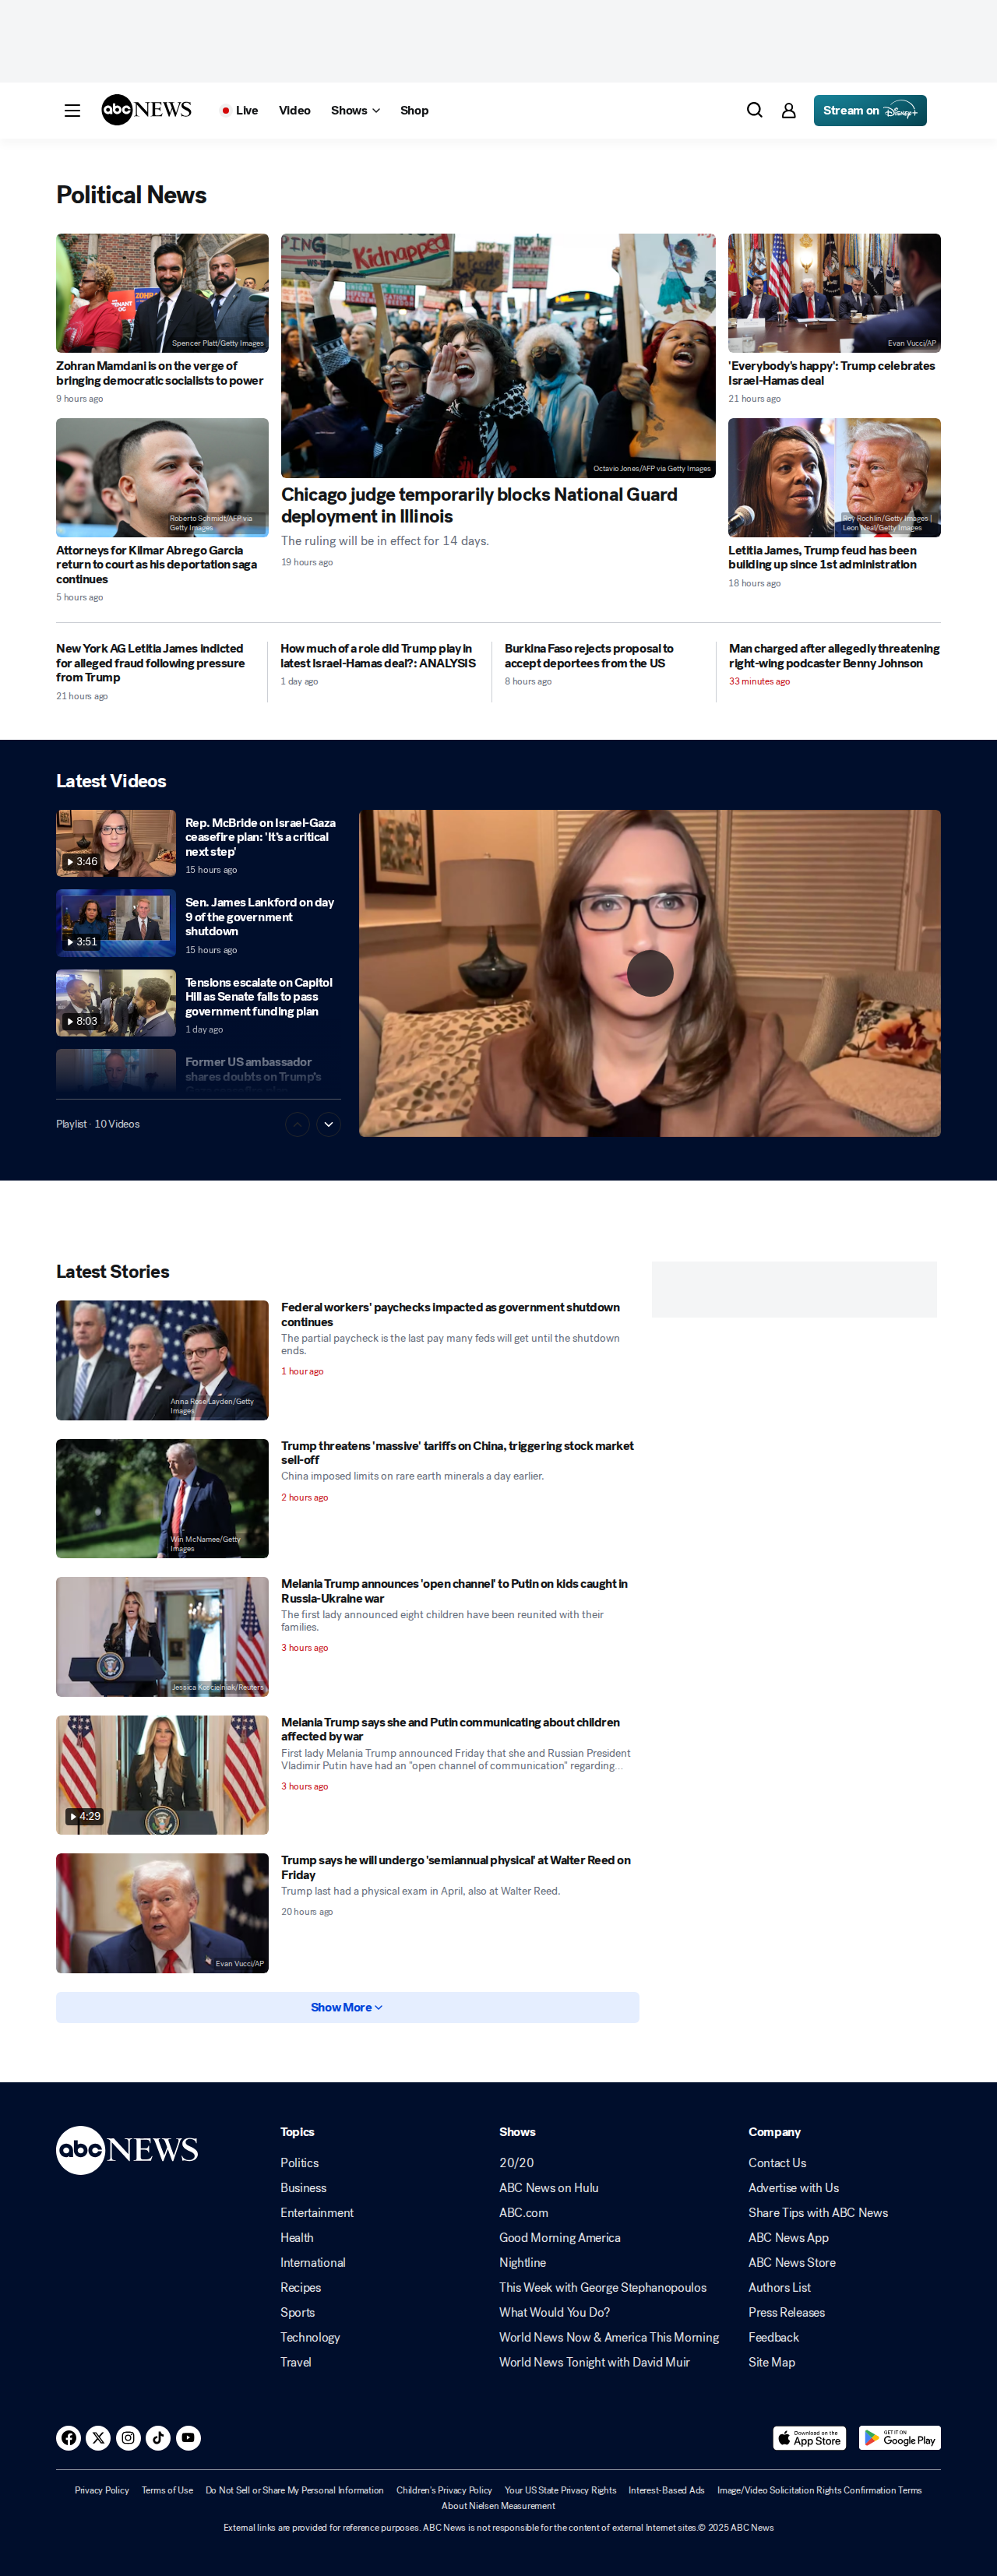 abc NEWS
Live
Video
Shows
Shop
Stream on Disney+
Political News
Kidnapped
Spencer Platt/Getty Images
Zohran Mamdani is on the verge of
bringing democratic socialists to power
9 hours ago
Roberto Schmidt/AFP via
Getty Images
Attorneys for Kilmar Abrego Garcia
return to court as his deportation saga
continues
5 hours ago
Octavio Jones/AFP via Getty Images
Chicago judge temporarily blocks National Guard
deployment in Illinois
The ruling will be in effect for 14 days.
19 hours ago
Evan Vucci/AP
'Everybody's happy': Trump celebrates
Israel-Hamas deal
21 hours ago
Roy Rochlin/Getty Images |
Leon Neal/Getty Images
Letitia James, Trump feud has been
building up since 1st administration
18 hours ago
New York AG Letitia James indicted
for alleged fraud following pressure
from Trump
21 hours ago
How much of a role did Trump play in
latest Israel-Hamas deal?: ANALYSIS
1 day ago
Burkina Faso rejects proposal to
accept deportees from the US
8 hours ago
Man charged after allegedly threatening
right-wing podcaster Benny Johnson
33 minutes ago
Latest Videos
3:46
Rep. McBride on Israel-Gaza
ceasefire plan: 'It's a critical
next step'
15 hours ago
3:51
Sen. James Lankford on day
9 of the government
shutdown
15 hours ago
8:03
Tensions escalate on Capitol
Hill as Senate fails to pass
government funding plan
1 day ago
Former US ambassador
shares doubts on Trump's
Playlist · 10 Videos
Latest Stories
Anna Rose Layden/Getty
Images
Federal workers' paychecks impacted as government shutdown
continues
The partial paycheck is the last pay many feds will get until the shutdown
ends.
1 hour ago
Win McNamee/Getty
Images
Trump threatens 'massive' tariffs on China, triggering stock market
sell-off
China imposed limits on rare earth minerals a day earlier.
2 hours ago
Jessica Koscielniak/Reuters
Melania Trump announces 'open channel' to Putin on kids caught in
Russia-Ukraine war
The first lady announced eight children have been reunited with their
families.
3 hours ago
4:29
Melania Trump says she and Putin communicating about children
affected by war
First lady Melania Trump announced Friday that she and Russian President
Vladimir Putin have had an "open channel of communication" regarding...
3 hours ago
Evan Vucci/AP
Trump says he will undergo 'semiannual physical' at Walter Reed on
Friday
Trump last had a physical exam in April, also at Walter Reed.
20 hours ago
Show More
abc NEWS
Topics
Politics
Business
Entertainment
Health
International
Recipes
Sports
Technology
Travel
Shows
20/20
ABC News on Hulu
ABC.com
Good Morning America
Nightline
This Week with George Stephanopoulos
What Would You Do?
World News Now & America This Morning
World News Tonight with David Muir
Company
Contact Us
Advertise with Us
Share Tips with ABC News
ABC News App
ABC News Store
Authors List
Press Releases
Feedback
Site Map
Download on the
App Store
GET IT ON
Google Play
Privacy Policy Terms of Use Do Not Sell or Share My Personal Information Children's Privacy Policy Your US State Privacy Rights Interest-Based Ads Image/Video Solicitation Rights Confirmation Terms
About Nielsen Measurement
External links are provided for reference purposes. ABC News is not responsible for the content of external Internet sites.© 2025 ABC News